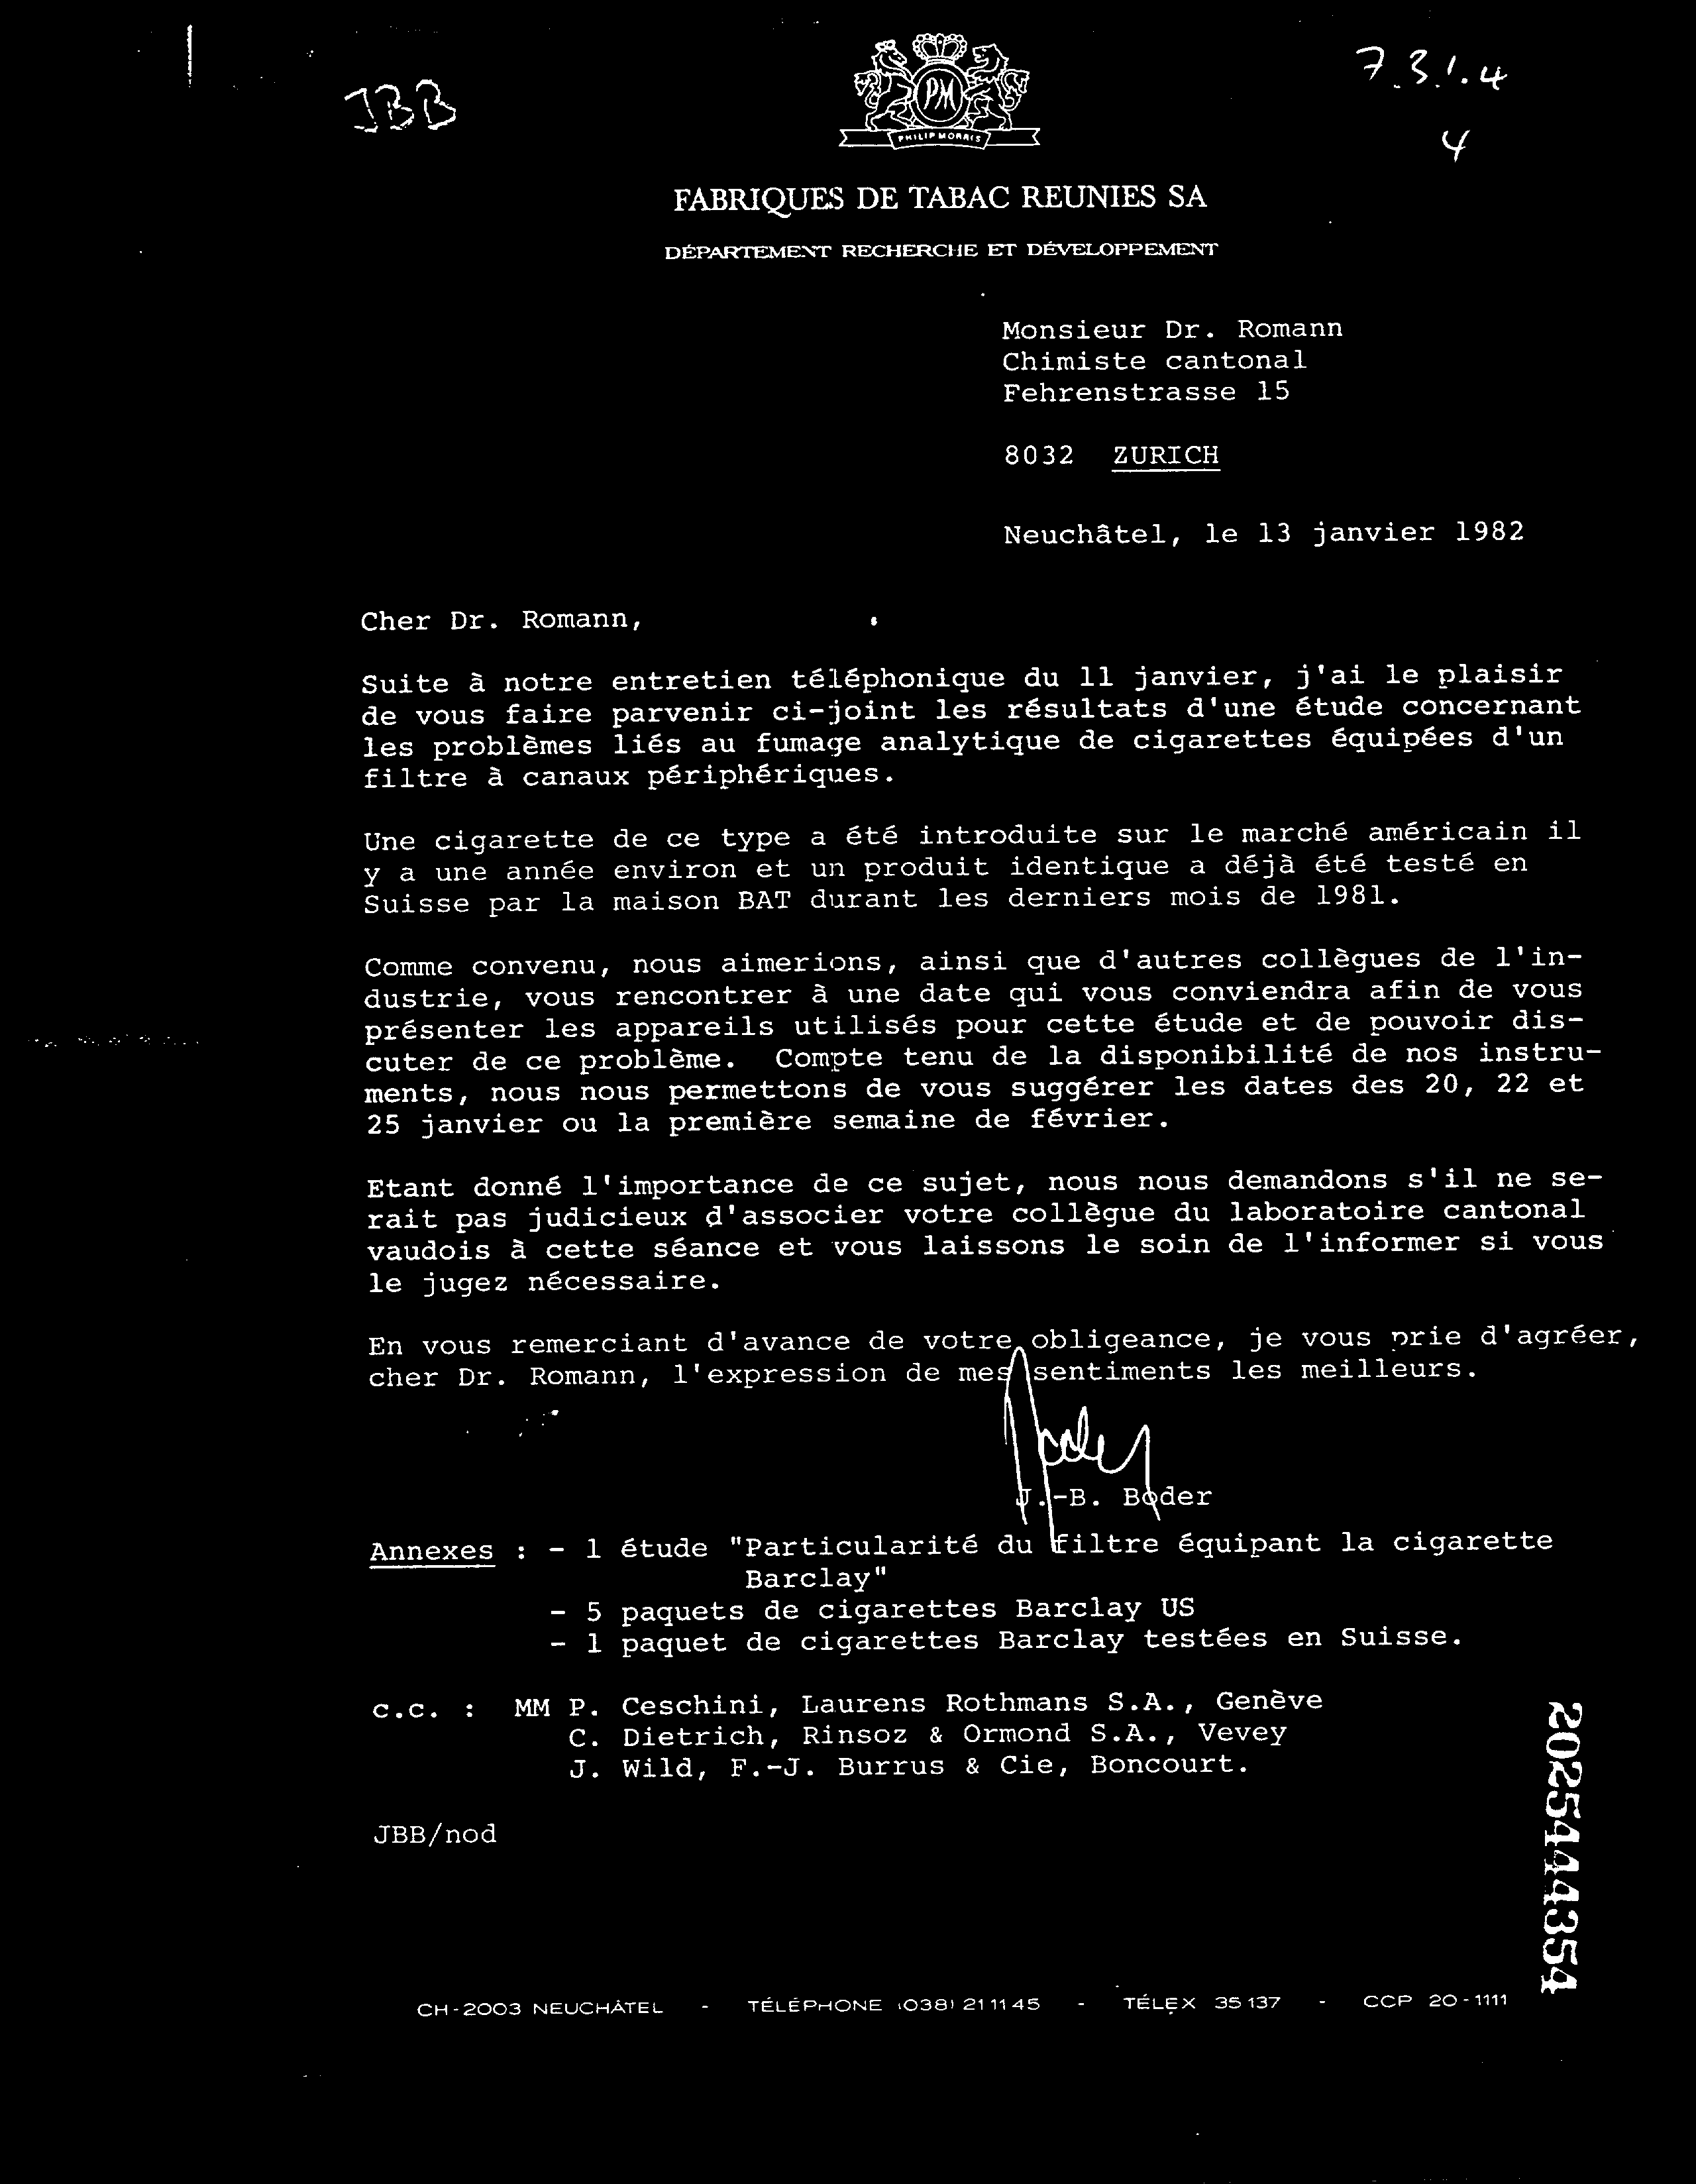 JBB
7.3.1.4
4
PM
PHILIP MORRIS
FABRIQUES DE TABAC REUNIES SA
DÉPARTEMENT RECHERCHE ET DÉVELOPPEMENT
Monsieur Dr. Romann
Chimiste cantonal
Fehrenstrasse 15
8032 ZURICH
Neuchâtel, le 13 janvier 1982
Cher Dr. Romann,
Suite à notre entretien téléphonique du 11 janvier, j'ai le plaisir
de vous faire parvenir ci-joint les résultats d'une étude concernant
les problèmes liés au fumage analytique de cigarettes équipées d'un
filtre à canaux périphériques.
Une cigarette de ce type a été introduite sur le marché américain il
y a une année environ et un produit identique a déjà été testé en
Suisse par la maison BAT durant les derniers mois de 1981.
Comme convenu, nous aimerions, ainsi que d'autres collègues de l'in-
dustrie, vous rencontrer à une date qui vous conviendra afin de vous
présenter les appareils utilisés pour cette étude et de pouvoir dis-
cuter de ce problème. Compte tenu de la disponibilité de nos instru-
ments, nous nous permettons de vous suggérer les dates des 20, 22 et
25 janvier ou la première semaine de février.
Etant donné l'importance de ce sujet, nous nous demandons s'il ne se-
rait pas judicieux d'associer votre collègue du laboratoire cantonal
vaudois à cette séance et vous laissons le soin de l'informer si vous
le jugez nécessaire.
En vous remerciant d'avance de votre obligeance, je vous prie d'agréer,
cher Dr. Romann, l'expression de mes sentiments les meilleurs.
J.-B. Boder
Annexes : - 1 étude "Particularité du filtre équipant la cigarette
Barclay"
- 5 paquets de cigarettes Barclay US
- 1 paquet de cigarettes Barclay testées en Suisse.
c.c. : MM P. Ceschini, Laurens Rothmans S.A., Genève
C. Dietrich, Rinsoz & Ormond S.A., Vevey
J. Wild, F.-J. Burrus & Cie, Boncourt.
JBB/nod
2025444354
CH-2003 NEUCHÂTEL - TÉLÉPHONE (038) 21 11 45 - TÉLEX 35 137 - CCP 20-1111